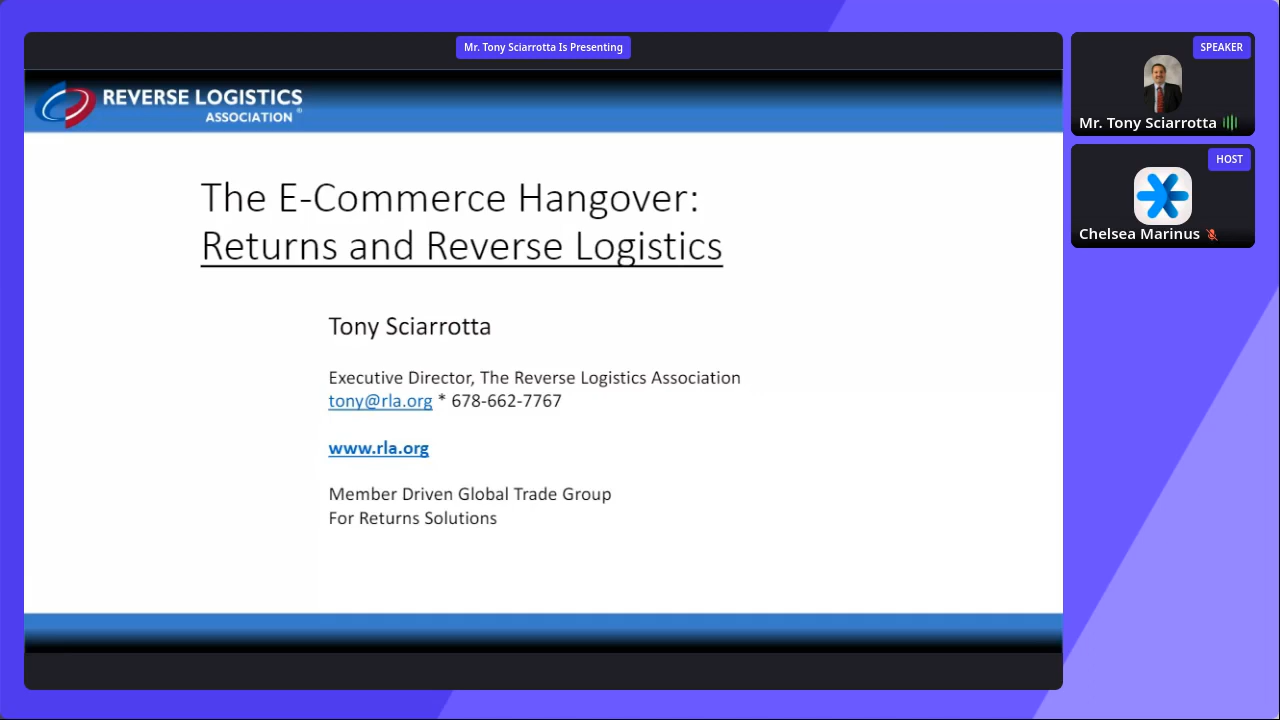 Mr. Tony Sciarrotta Is Presenting
REVERSE LOGISTICS
ASSOCIATION®
The E-Commerce Hangover:
Returns and Reverse Logistics
Tony Sciarrotta
Executive Director, The Reverse Logistics Association
tony@rla.org * 678-662-7767
www.rla.org
Member Driven Global Trade Group
For Returns Solutions
SPEAKER
Mr. Tony Sciarrotta
HOST
Chelsea Marinus